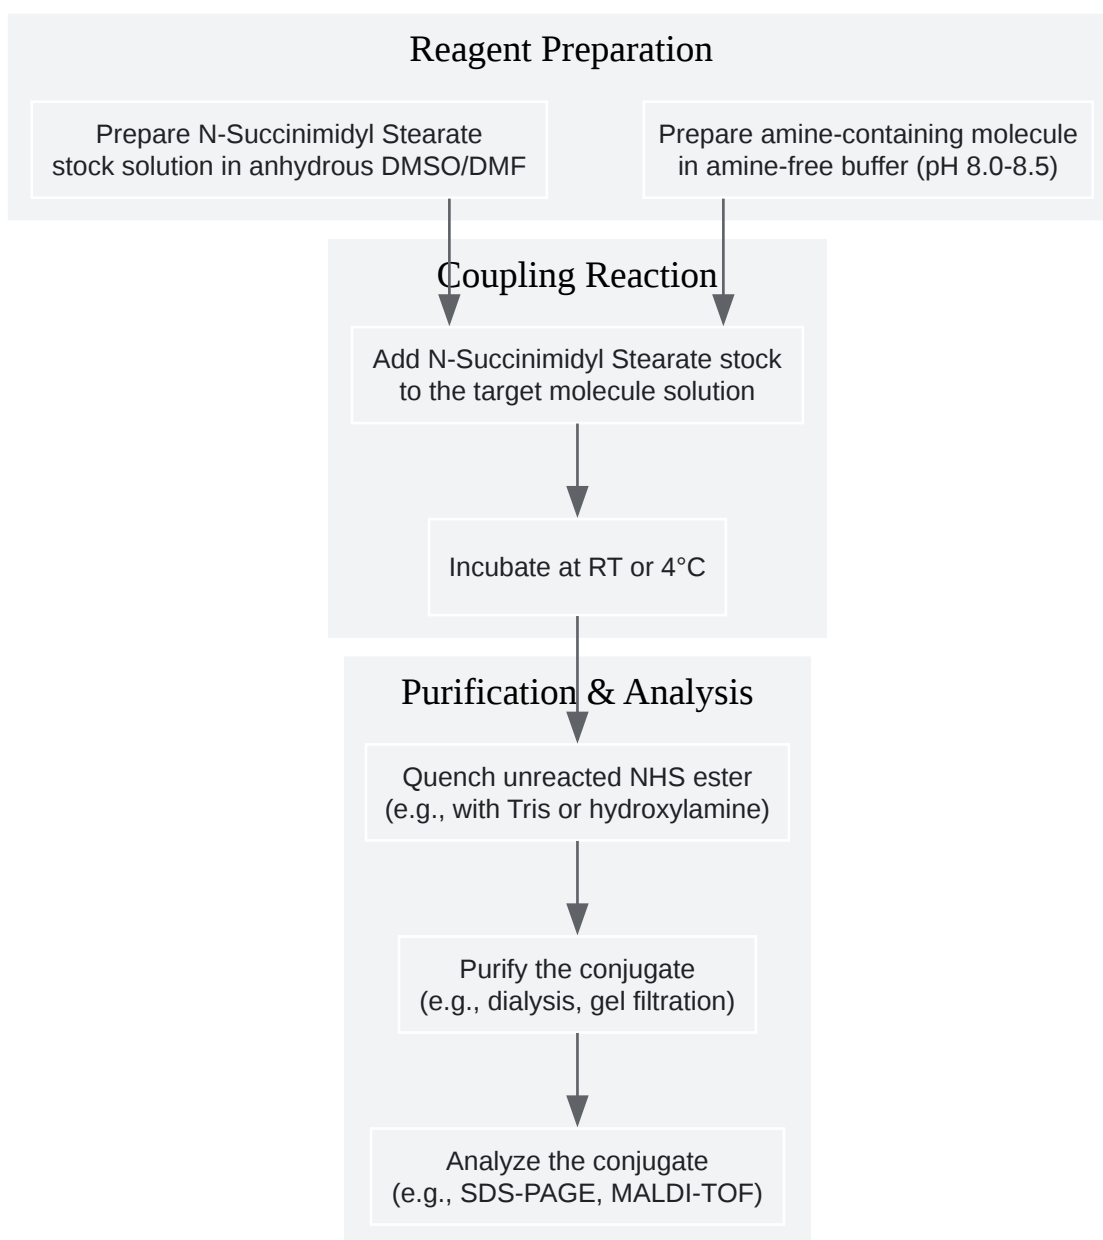 Reagent Preparation
Prepare N-Succinimidyl Stearate
stock solution in anhydrous DMSO/DMF
Prepare amine-containing molecule
in amine-free buffer (pH 8.0-8.5)
Coupling Reaction
Add N-Succinimidyl Stearate stock
to the target molecule solution
Incubate at RT or 4°C
Purification & Analysis
Quench unreacted NHS ester
(e.g., with Tris or hydroxylamine)
Purify the conjugate
(e.g., dialysis, gel filtration)
Analyze the conjugate
(e.g., SDS-PAGE, MALDI-TOF)